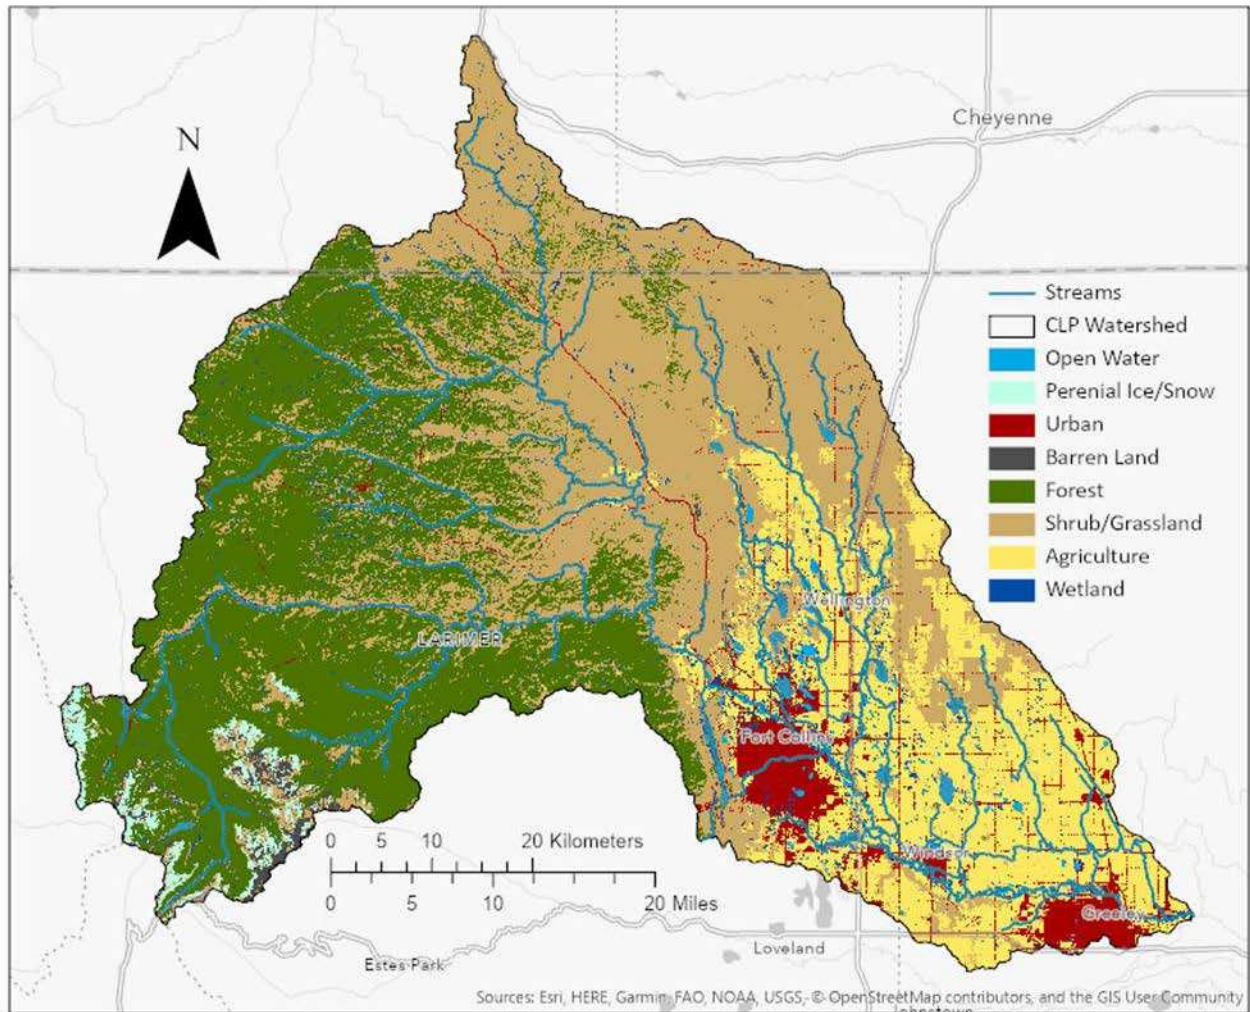 Cheyenne
N
Streams
CLP Watershed
Open Water
Perenial Ice/Snow
Urban
Barren Land
Forest
Shrub/Grassland
Agriculture
Wetland
Wellington
LARIMER
Fort Collins
0 5 10 20 Kilometers
Windsor
0 5 10 20 Miles
Greeley
Loveland
Estes Park
Sources: Esri, HERE, Garmin, FAO, NOAA, USGS, © OpenStreetMap contributors, and the GIS User Community
Johnstown